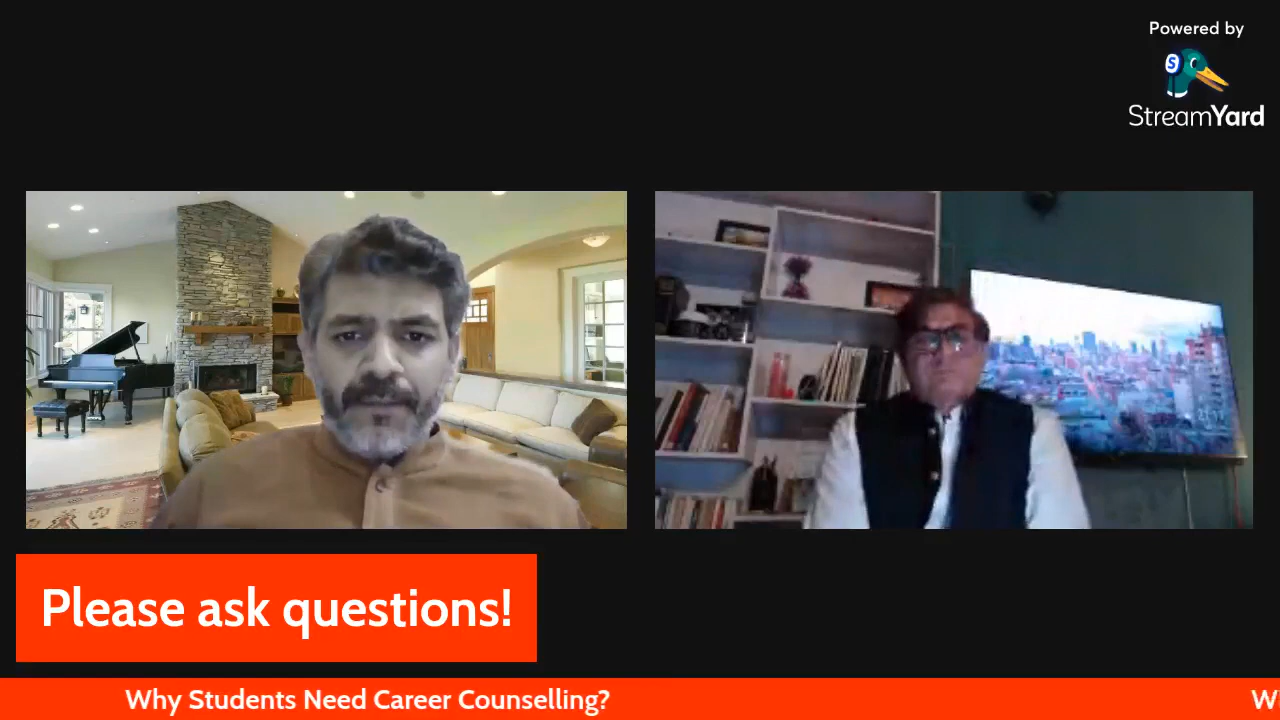 Powered by
S
StreamYard
Please ask questions!
Why Students Need Career Counselling?
W